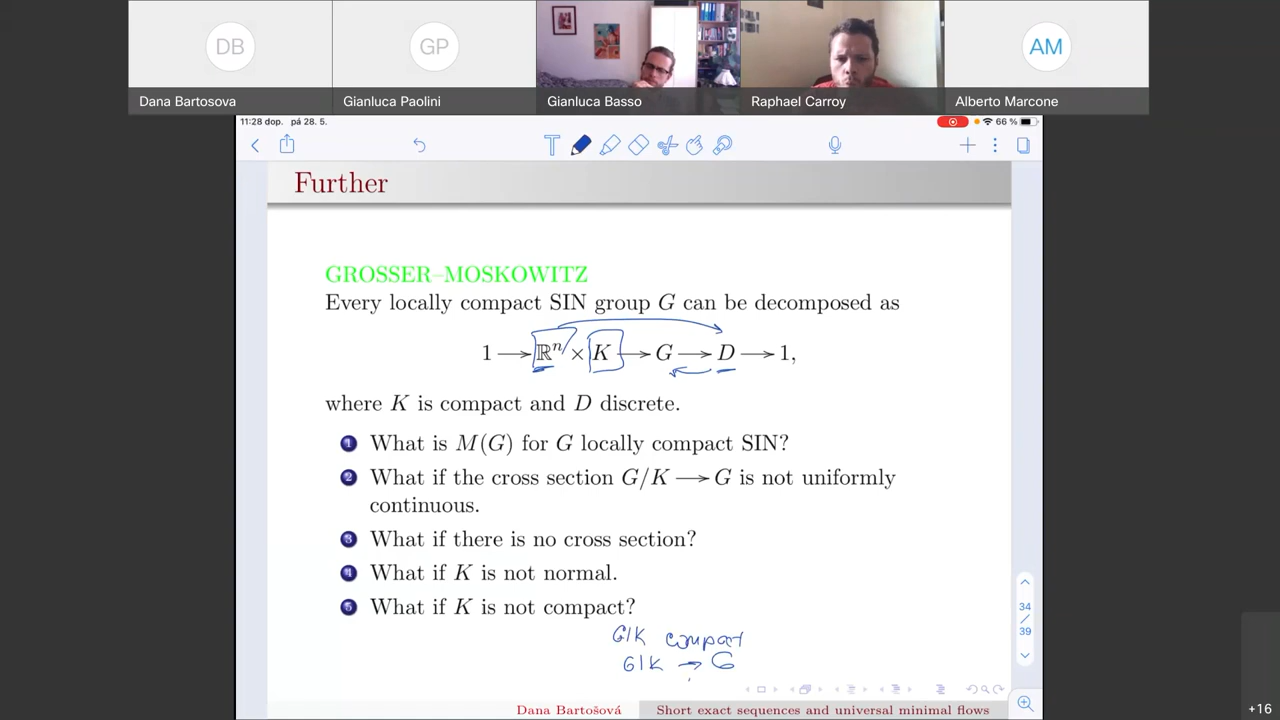 DB
GP
AM
Dana Bartosova
Gianluca Paolini
Gianluca Basso
Raphael Carroy
Alberto Marcone
11:28 dop. pá 28. 5.
66 %
T
Further
GROSSER–MOSKOWITZ
Every locally compact SIN group G can be decomposed as
1 ⟶ ℝⁿ × K ⟶ G ⟶ D ⟶ 1,
where K is compact and D discrete.
1 What is M(G) for G locally compact SIN?
2 What if the cross section G/K ⟶ G is not uniformly
continuous.
3 What if there is no cross section?
4 What if K is not normal.
5 What if K is not compact?
G/K compact
G/K → G
34
/
39
Dana Bartošová
Short exact sequences and universal minimal flows
+16